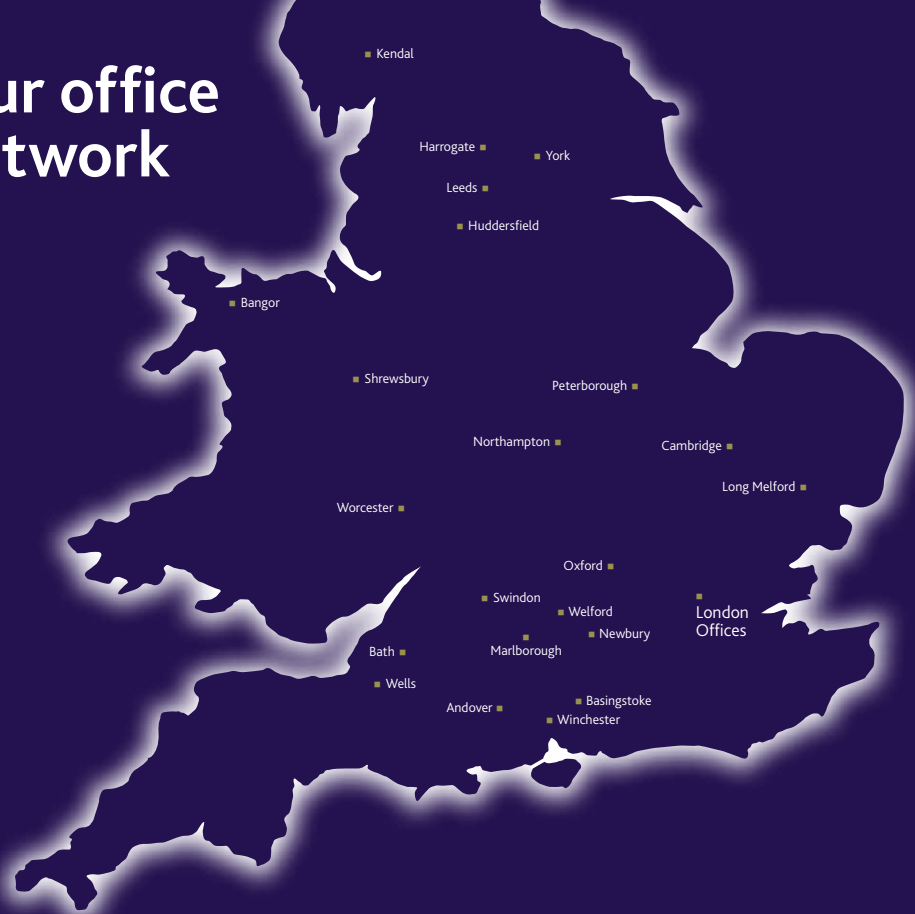 Kendal
ur office
twork
Harrogate
York
Leeds
Huddersfield
Bangor
Shrewsbury
Peterborough
Northampton
Cambridge
Long Melford
Worcester
Oxford
Swindon
Welford
London
Offices
Newbury
Marlborough
Bath
Wells
Basingstoke
Andover
Winchester